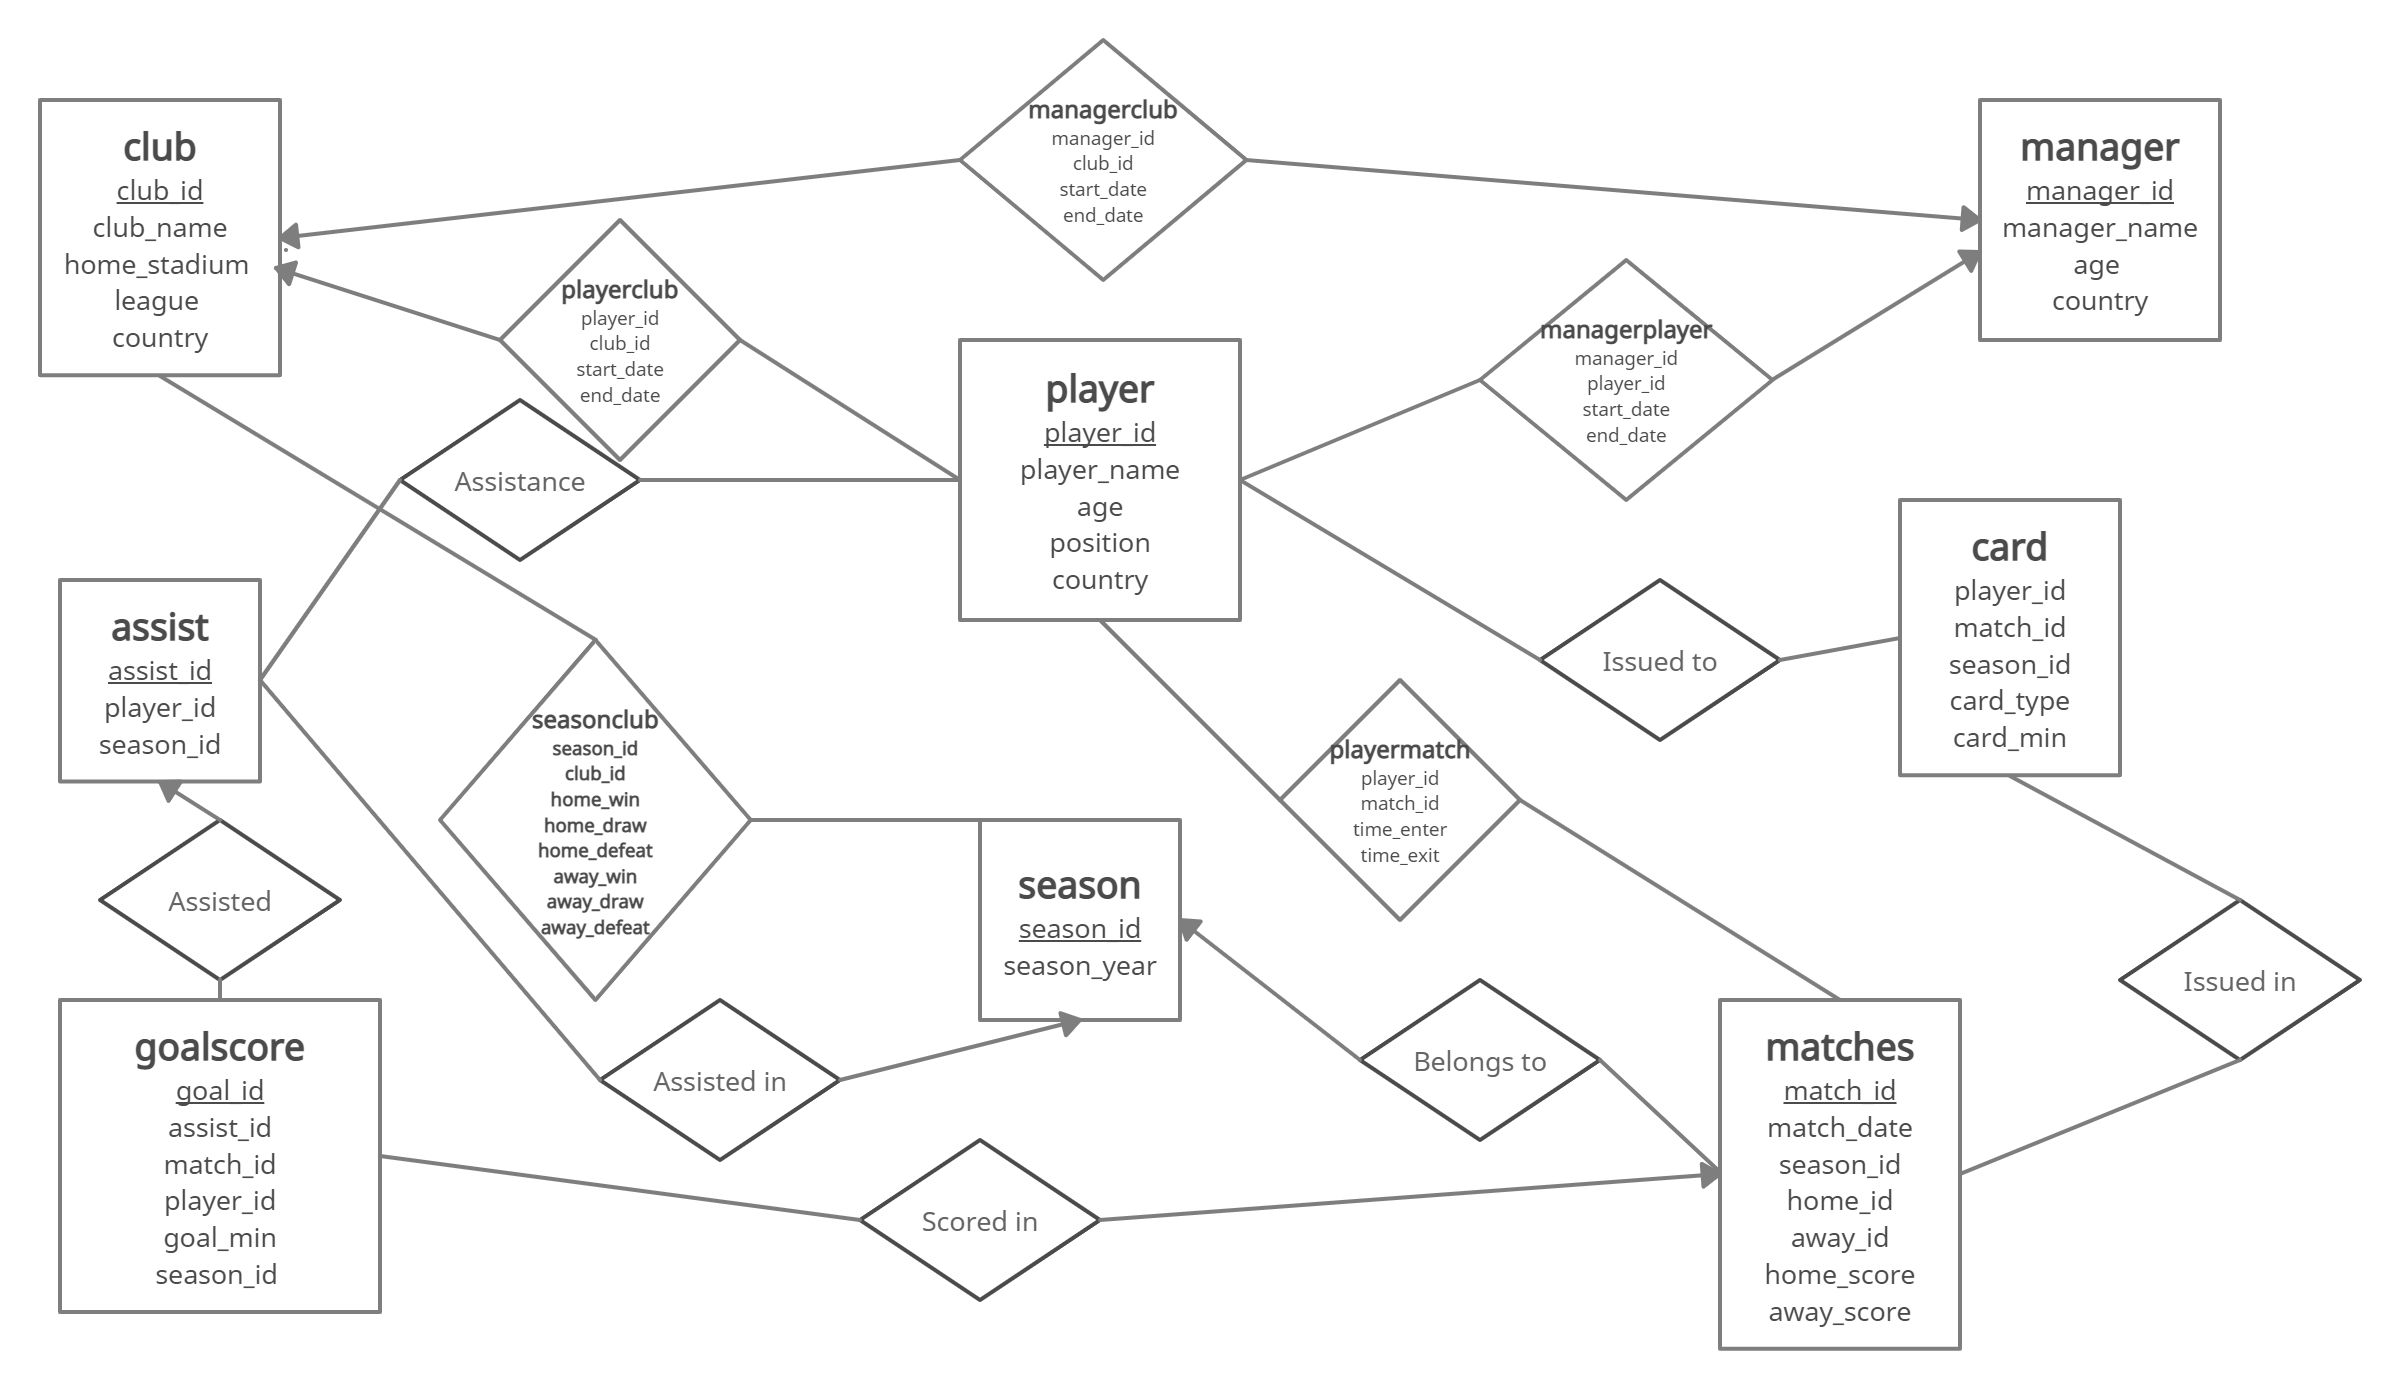 managerclub
manager_id
club_id
start_date
end_date
club
club_id
club_name
home_stadium
league
country
manager
manager_id
manager_name
age
country
playerclub
player_id
club_id
start_date
end_date
managerplayer
manager_id
player_id
start_date
end_date
player
player_id
player_name
age
position
country
Assistance
card
player_id
match_id
season_id
card_type
card_min
assist
assist_id
player_id
season_id
Issued to
seasonclub
season_id
club_id
home_win
home_draw
home_defeat
away_win
away_draw
away_defeat
playermatch
player_id
match_id
time_enter
time_exit
Assisted
season
season_id
season_year
Issued in
goalscore
goal_id
assist_id
match_id
player_id
goal_min
season_id
Assisted in
Belongs to
matches
match_id
match_date
season_id
home_id
away_id
home_score
away_score
Scored in